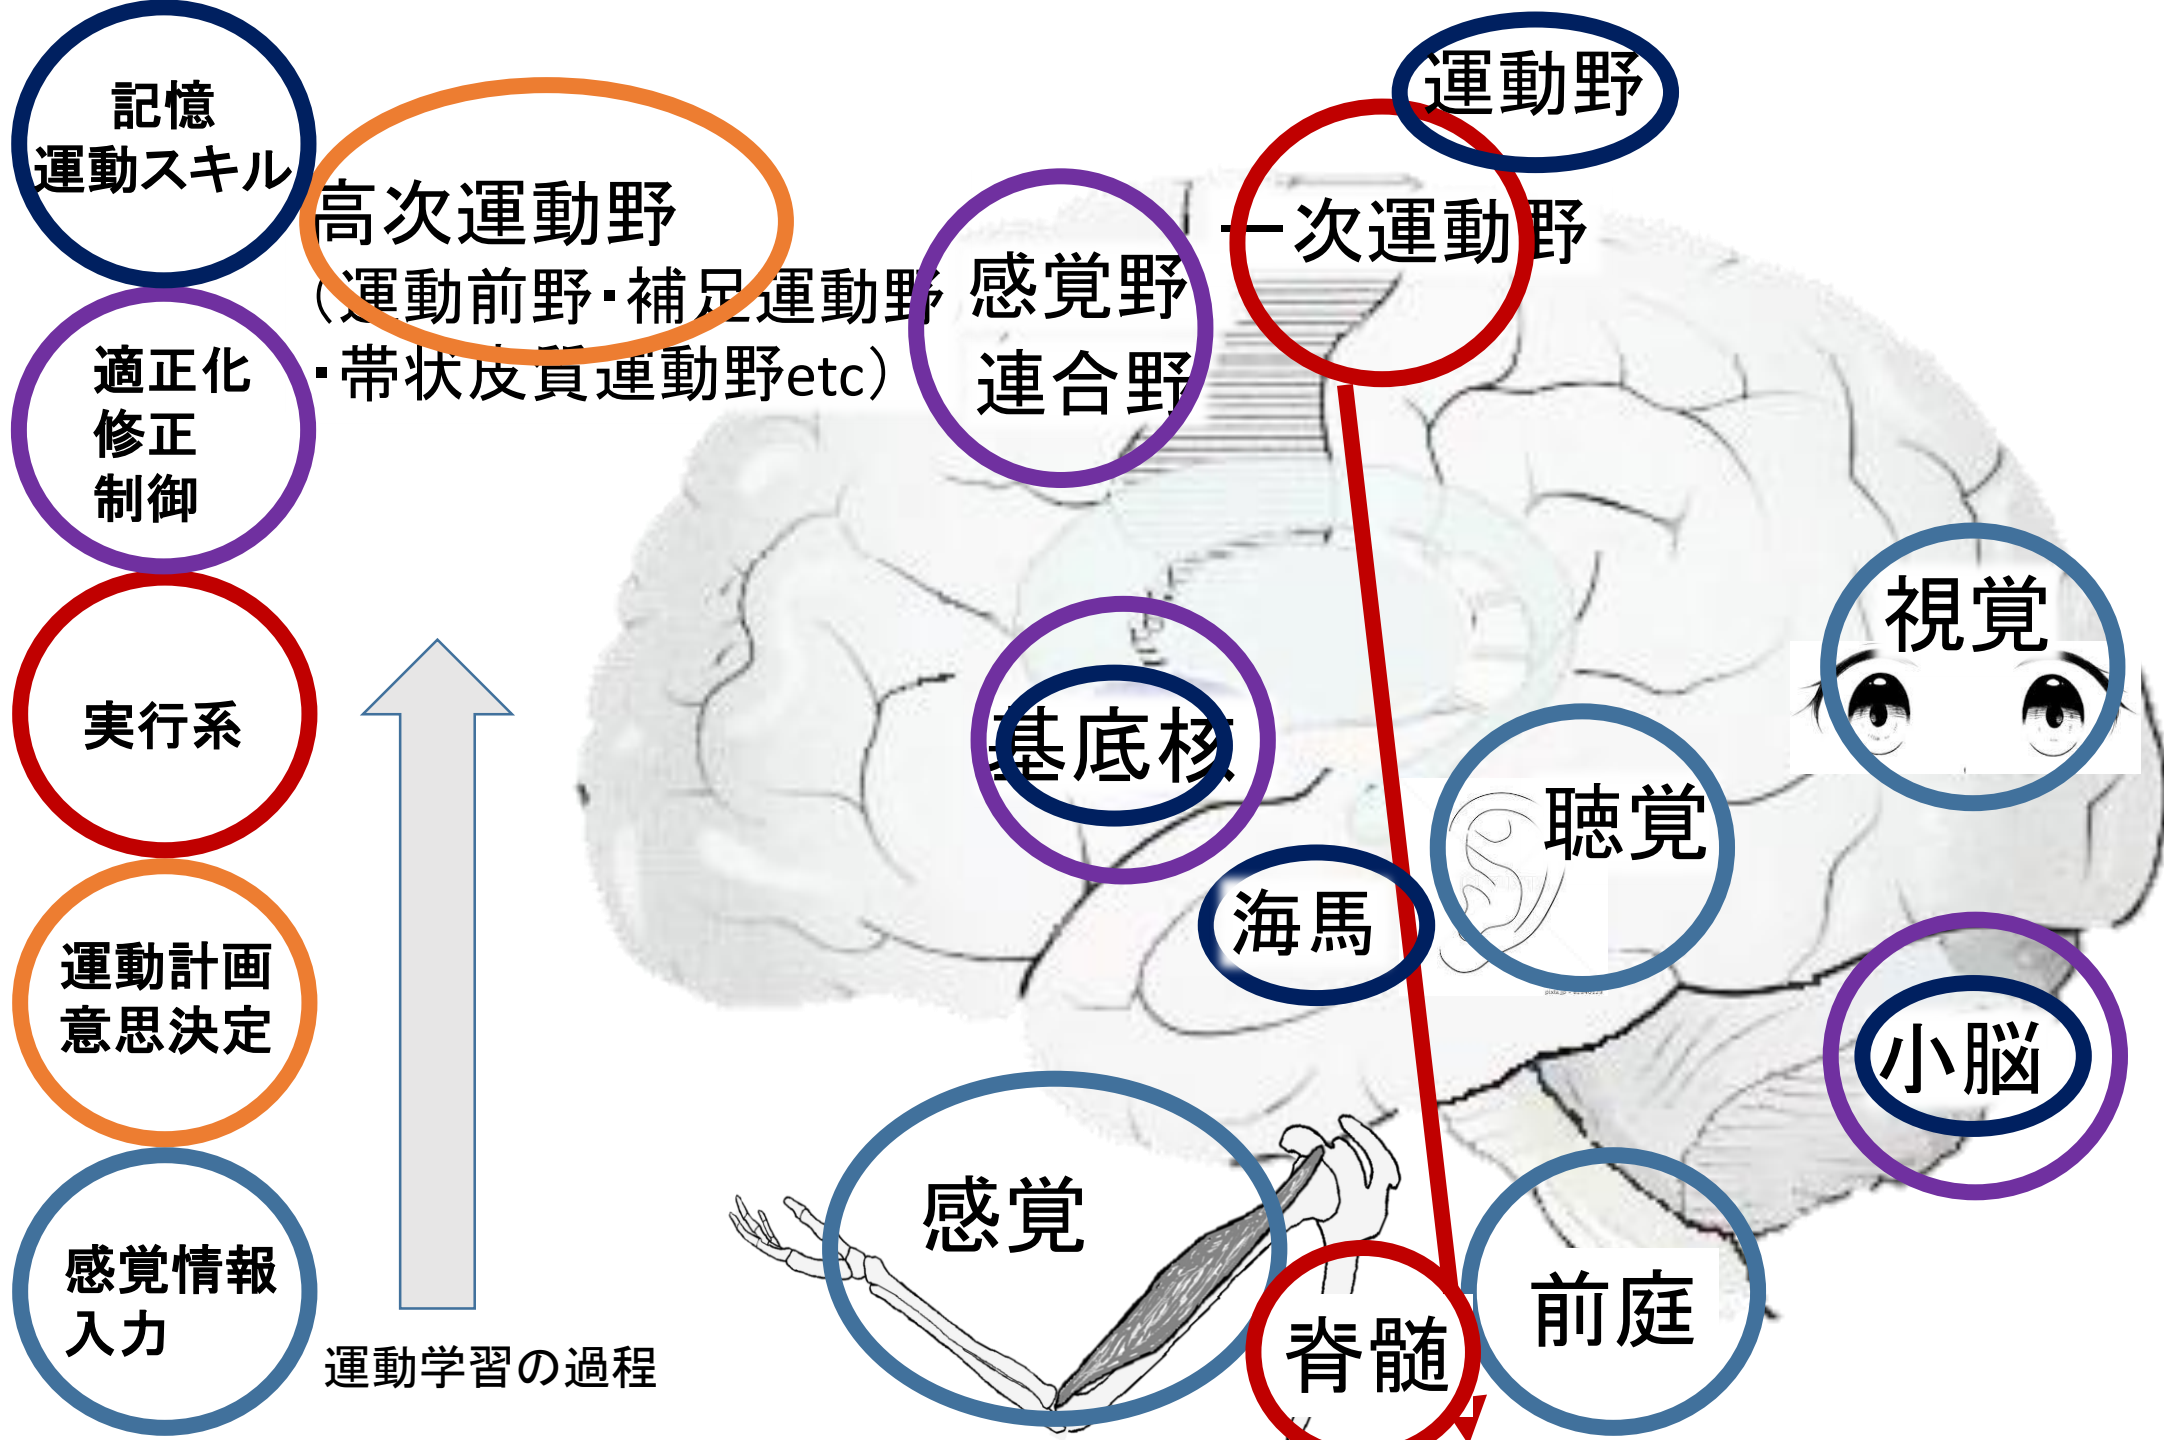 記憶
運動スキル
適正化
修正
制御
実行系
運動計画
意思決定
感覚情報
入力
運動学習の過程
高次運動野
（運動前野・補足運動野
・帯状皮質運動野etc）
感覚野
連合野
運動野
一次運動野
基底核
海馬
視覚
聴覚
小脳
感覚
脊髄
前庭